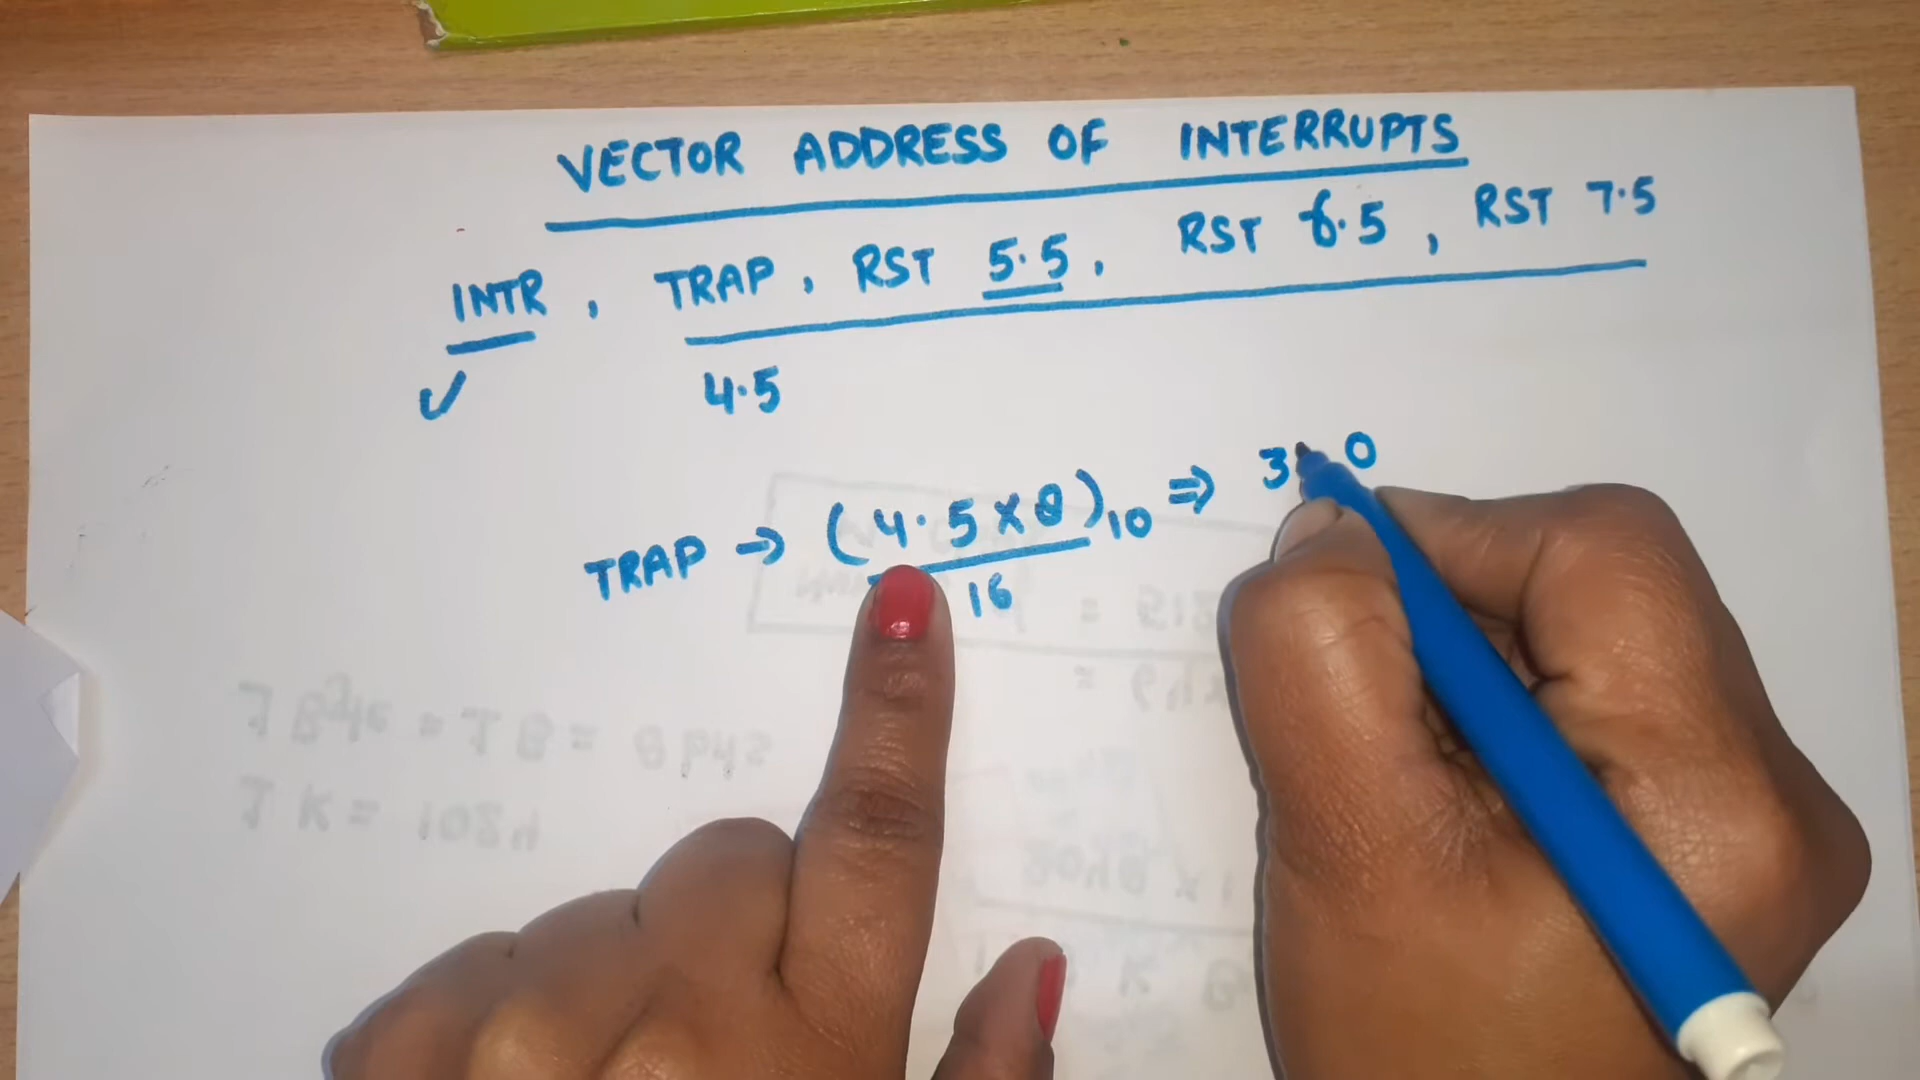 VECTOR ADDRESS OF INTERRUPTS
INTR, TRAP, RST 5.5, RST 6.5, RST 7.5
4.5
TRAP → (4.5×8)10 ⇒ 3 0
16